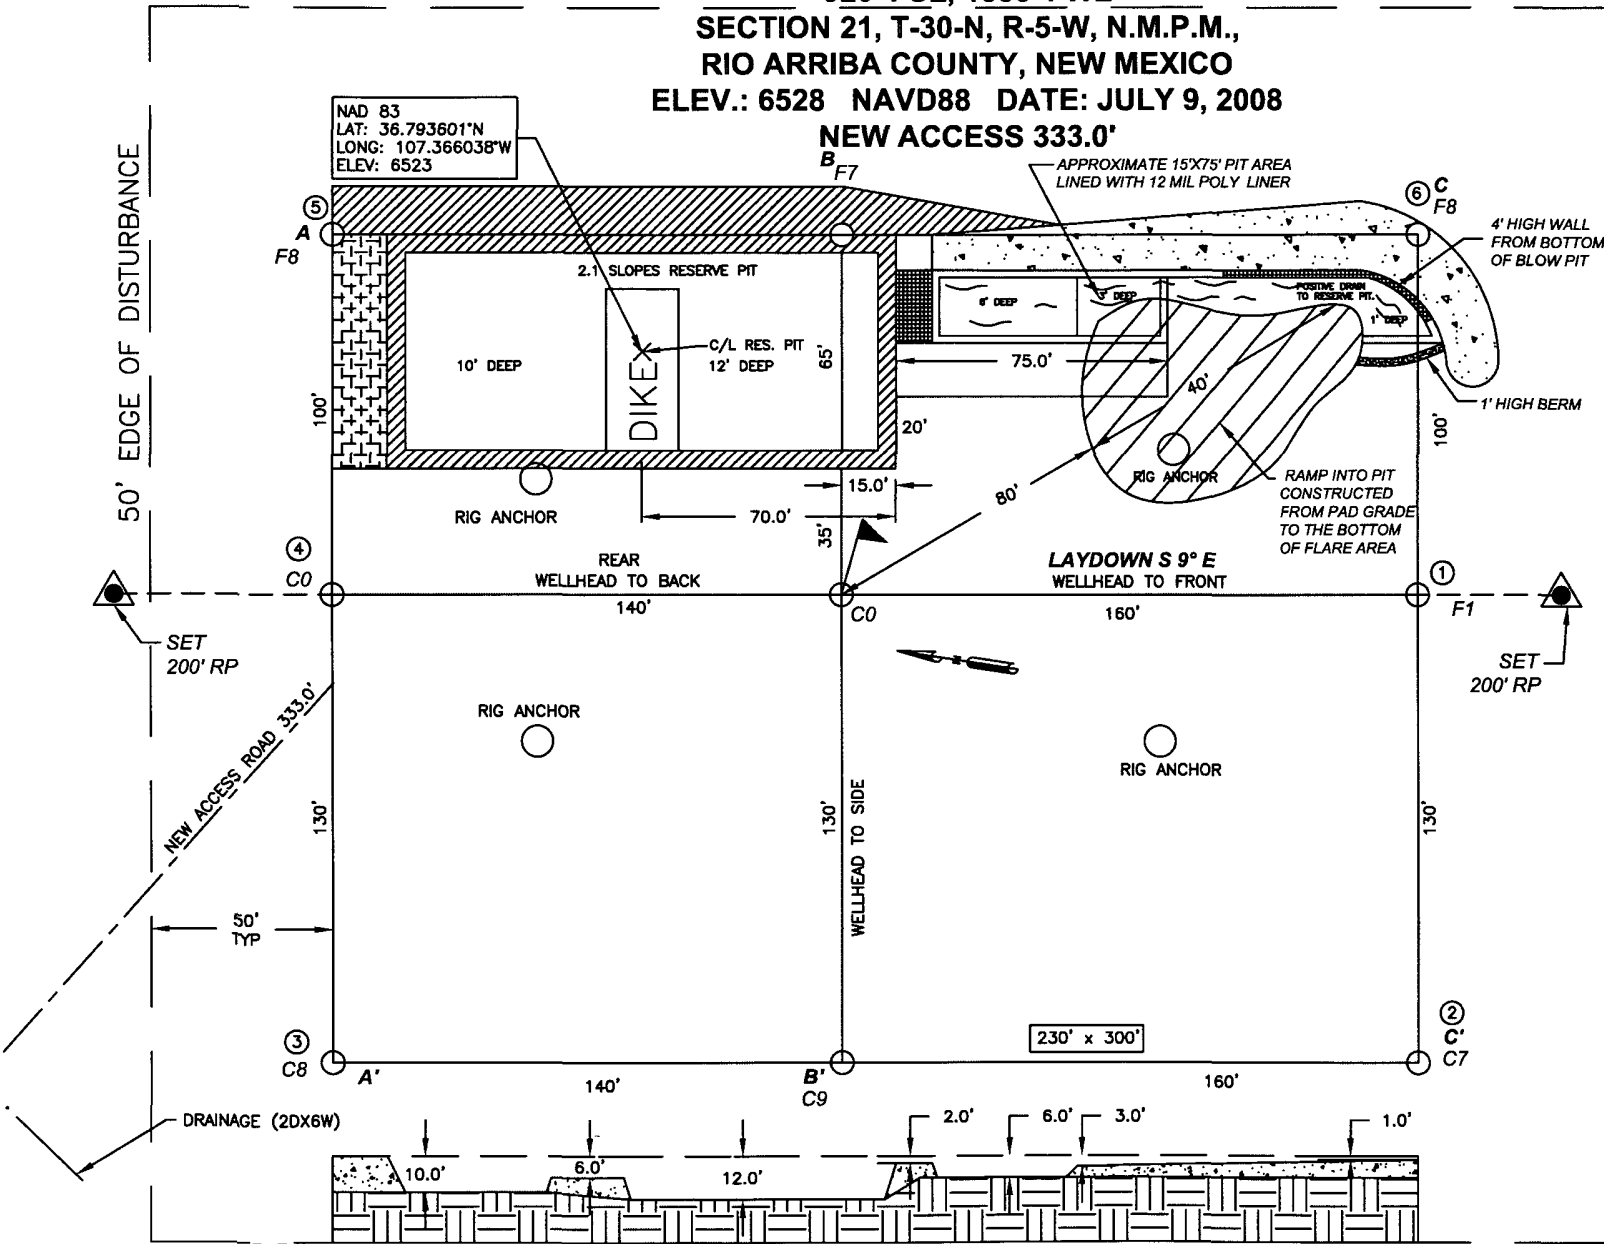 SECTION 21, T-30-N, R-5-W, N.M.P.M.,
RIO ARRIBA COUNTY, NEW MEXICO
ELEV.: 6528 NAVD88 DATE: JULY 9, 2008
NEW ACCESS 333.0'
NAD 83
LAT: 36.793601°N
LONG: 107.366038°W
ELEV: 6523
50' EDGE OF DISTURBANCE
B
F7
APPROXIMATE 15'X75' PIT AREA
LINED WITH 12 MIL POLY LINER
6
C
F8
5
A
F8
4' HIGH WALL
FROM BOTTOM
OF BLOW PIT
2.1 SLOPES RESERVE PIT
6' DEEP
3' DEEP
POSITIVE DRAIN
TO RESERVE PIT.
1' DEEP
C/L RES. PIT
10' DEEP
12' DEEP
DIKE
X
65'
75.0'
40'
1' HIGH BERM
100'
20'
100'
RIG ANCHOR
RIG ANCHOR
15.0'
70.0'
35'
80'
RAMP INTO PIT
CONSTRUCTED
FROM PAD GRADE
TO THE BOTTOM
OF FLARE AREA
4
C0
REAR
WELLHEAD TO BACK
140'
C0
LAYDOWN S 9° E
WELLHEAD TO FRONT
160'
1
F1
SET
200' RP
SET
200' RP
N
RIG ANCHOR
RIG ANCHOR
NEW ACCESS ROAD 333.0'
130'
130'
WELLHEAD TO SIDE
130'
50'
TYP
3
C8
A'
140'
B'
C9
230' x 300'
160'
2
C'
C7
DRAINAGE (2DX6W)
2.0'
6.0'
3.0'
1.0'
10.0'
6.0'
12.0'